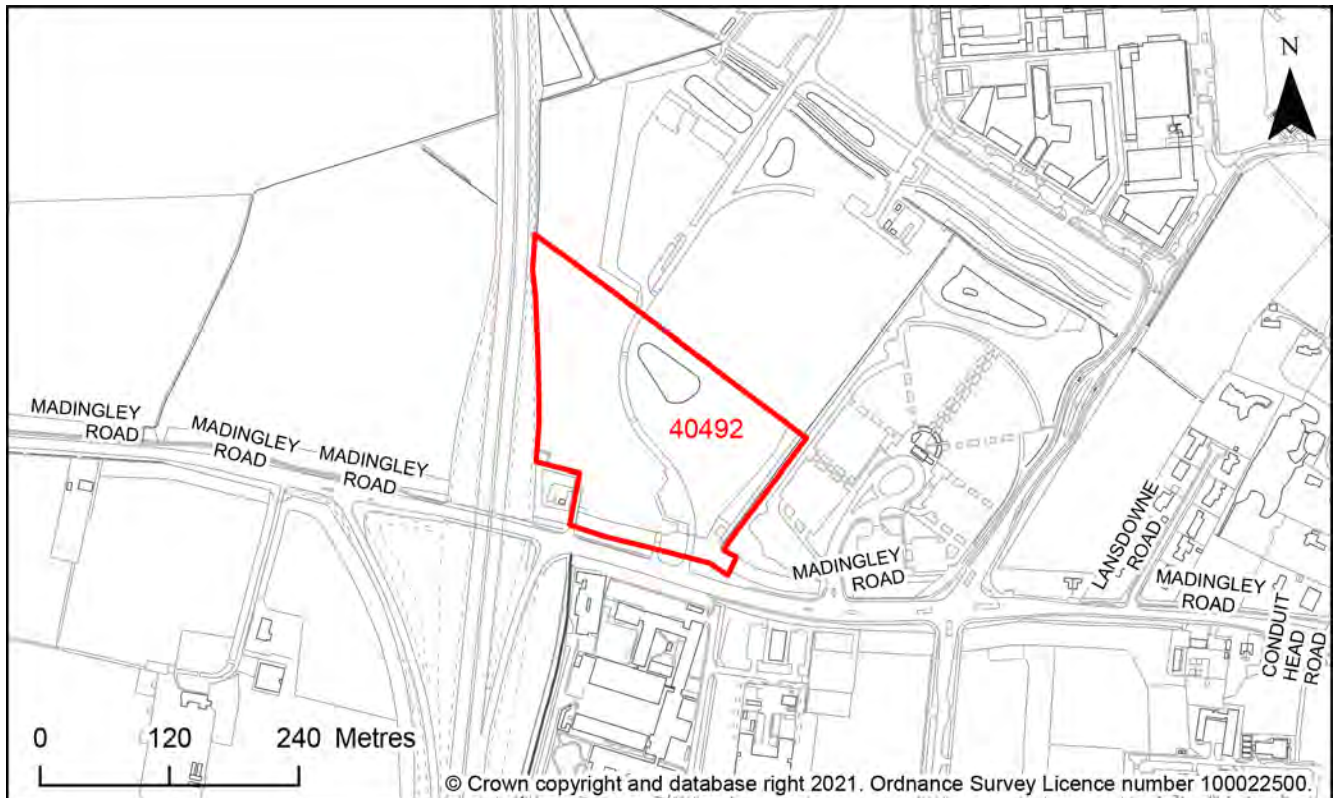 N
40492
MADINGLEY
ROAD
MADINGLEY
ROAD
MADINGLEY
ROAD
MADINGLEY
ROAD
LANSDOWNE
ROAD
MADINGLEY
ROAD
CONDUIT
HEAD
ROAD
0 120 240 Metres
© Crown copyright and database right 2021. Ordnance Survey Licence number 100022500.